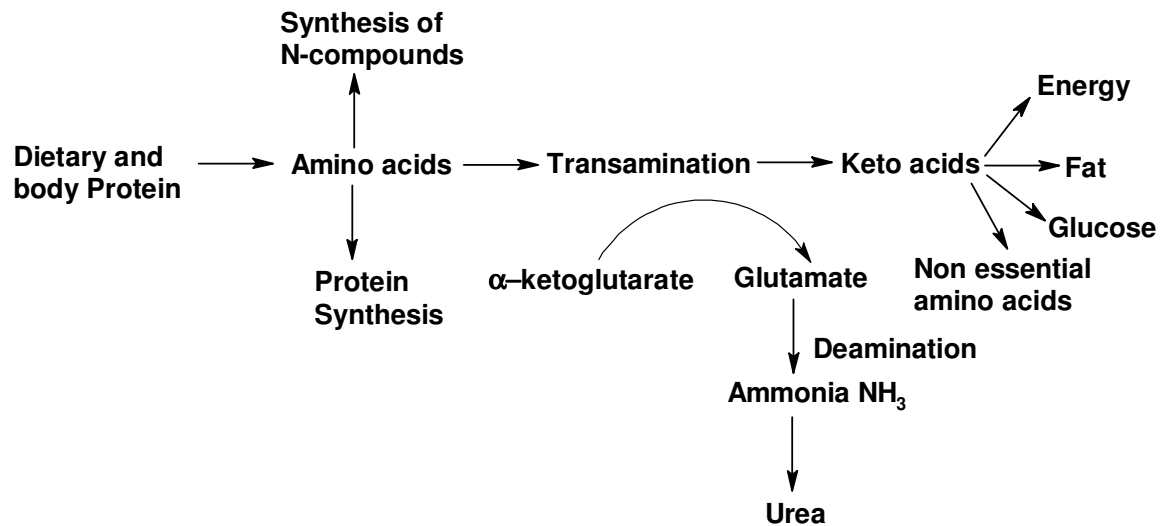 Synthesis of
N-compounds
Energy
Dietary and
body Protein
Amino acids
Transamination
Keto acids
Fat
Glucose
Protein
Synthesis
α–ketoglutarate
Glutamate
Non essential
amino acids
Deamination
Ammonia NH3
Urea